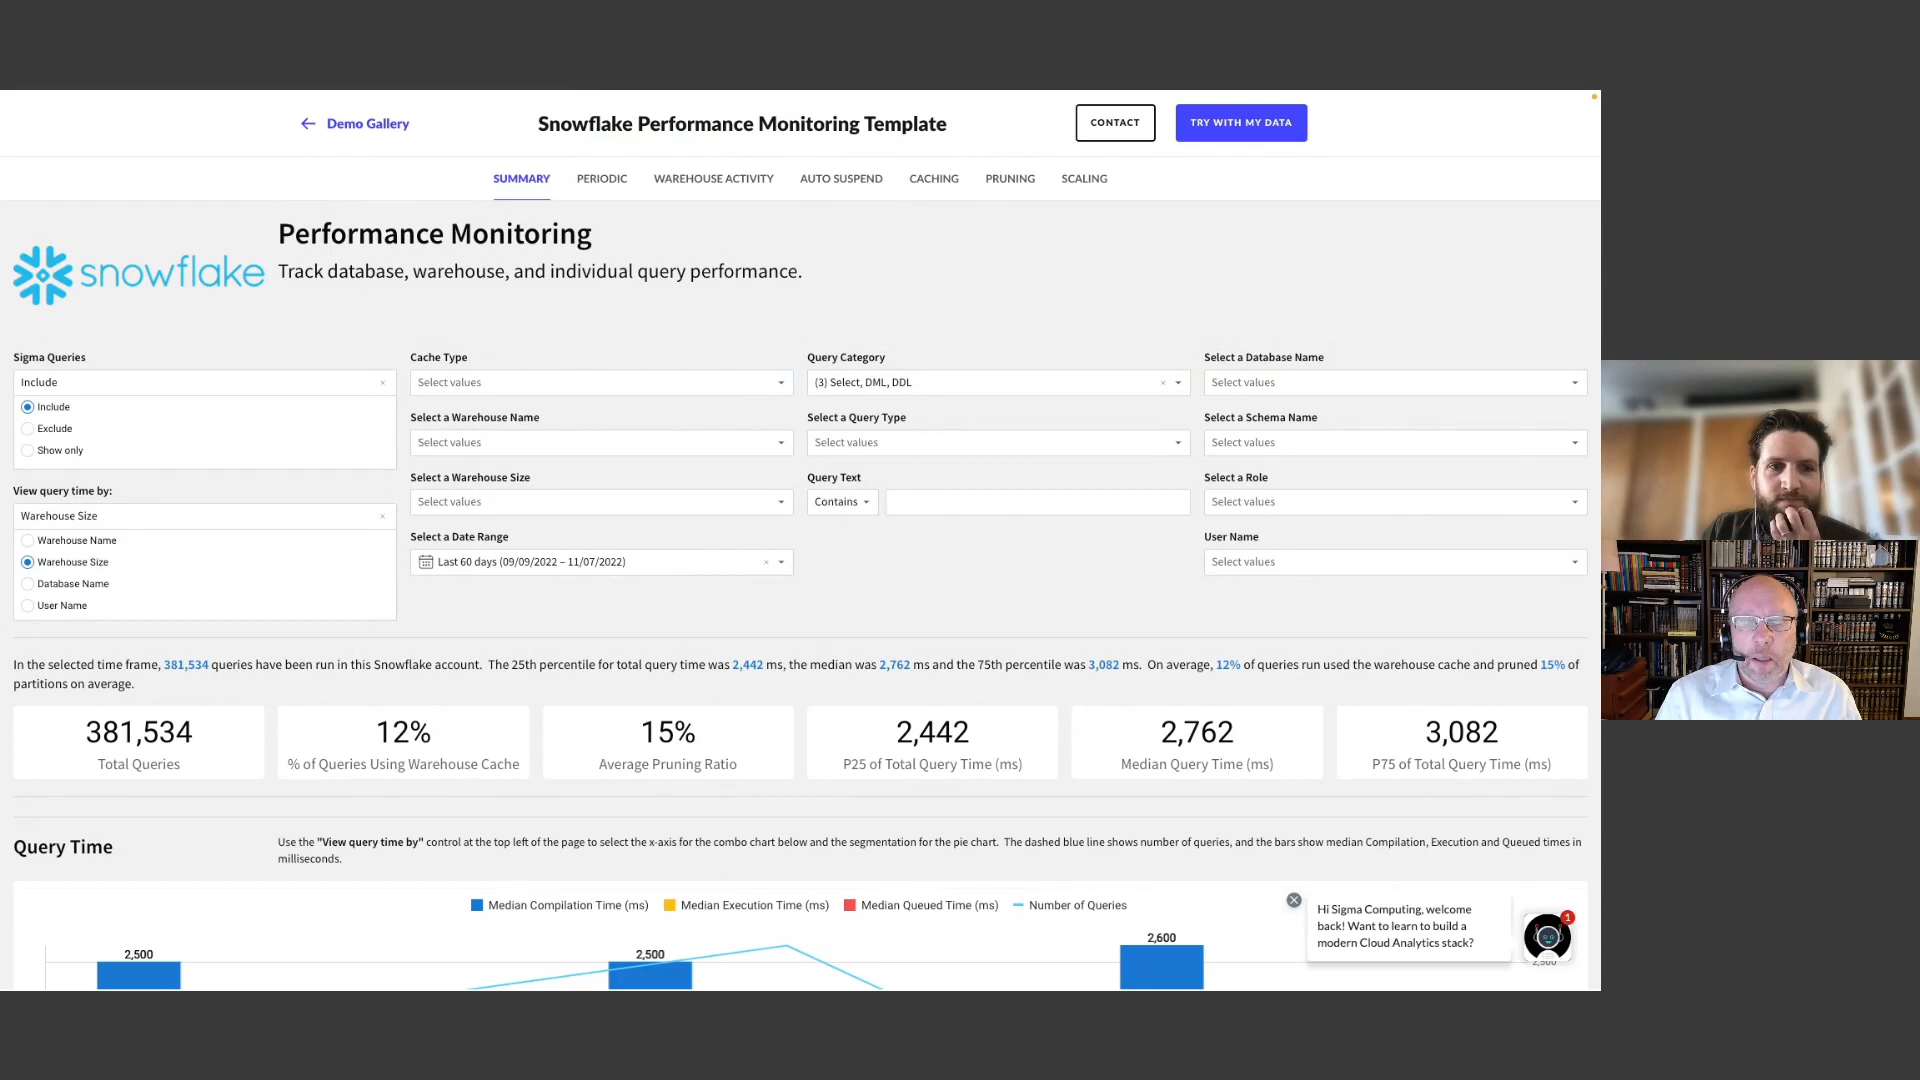 Demo Gallery
Snowflake Performance Monitoring Template
CONTACT
TRY WITH MY DATA
SUMMARY PERIODIC WAREHOUSE ACTIVITY AUTO SUSPEND CACHING PRUNING SCALING
snowflake
Performance Monitoring
Track database, warehouse, and individual query performance.
Sigma Queries
Include
Include
Exclude
Show only
View query time by:
Warehouse Size
Warehouse Name
Warehouse Size
Database Name
User Name
Cache Type
Select values
Select a Warehouse Name
Select values
Select a Warehouse Size
Select values
Select a Date Range
Last 60 days (09/09/2022 – 11/07/2022)
Query Category
(3) Select, DML, DDL
Select a Query Type
Select values
Query Text
Contains
Select a Database Name
Select values
Select a Schema Name
Select values
Select a Role
Select values
User Name
Select values
In the selected time frame, 381,534 queries have been run in this Snowflake account. The 25th percentile for total query time was 2,442 ms, the median was 2,762 ms and the 75th percentile was 3,082 ms. On average, 12% of queries run used the warehouse cache and pruned 15% of
partitions on average.
381,534
Total Queries
12%
% of Queries Using Warehouse Cache
15%
Average Pruning Ratio
2,442
P25 of Total Query Time (ms)
2,762
Median Query Time (ms)
3,082
P75 of Total Query Time (ms)
Query Time
Use the "View query time by" control at the top left of the page to select the x-axis for the combo chart below and the segmentation for the pie chart. The dashed blue line shows number of queries, and the bars show median Compilation, Execution and Queued times in
milliseconds.
Median Compilation Time (ms) Median Execution Time (ms) Median Queued Time (ms) Number of Queries
2,500
2,500
2,600
Hi Sigma Computing, welcome
back! Want to learn to build a
modern Cloud Analytics stack?
1